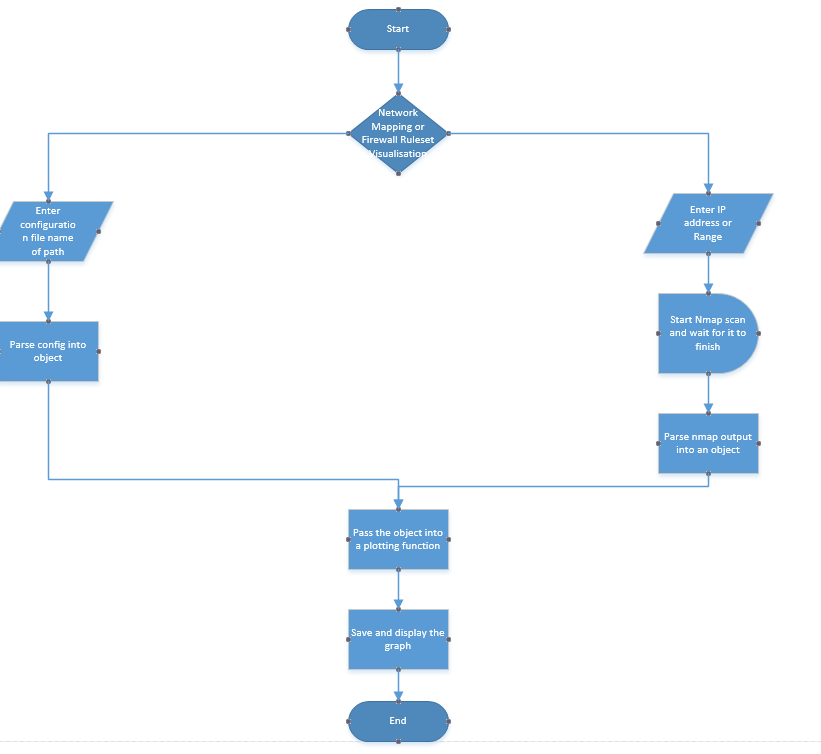 Start
Network
Mapping or
Firewall Ruleset
Visualisation
Enter
configuratio
n file name
of path
Enter IP
address or
Range
Parse config into
object
Start Nmap scan
and wait for it to
finish
Parse nmap output
into an object
Pass the object into
a plotting function
Save and display the
graph
End